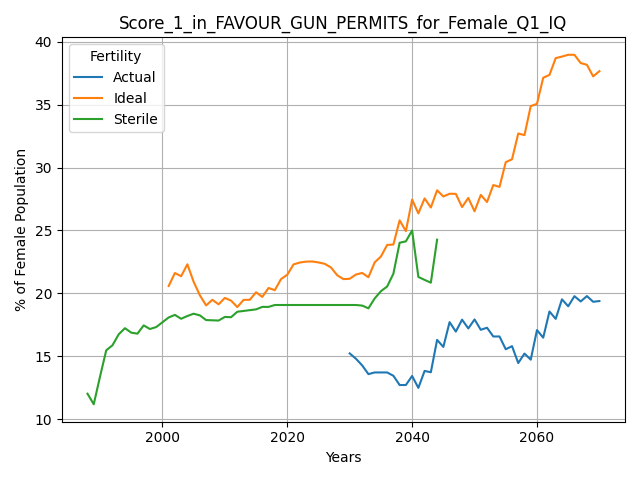 Score_1_in_FAVOUR_GUN_PERMITS_for_Female_Q1_IQ
Fertility
Actual
Ideal
Sterile
% of Female Population
40
35
30
25
20
15
10
2000
2020
2040
2060
Years